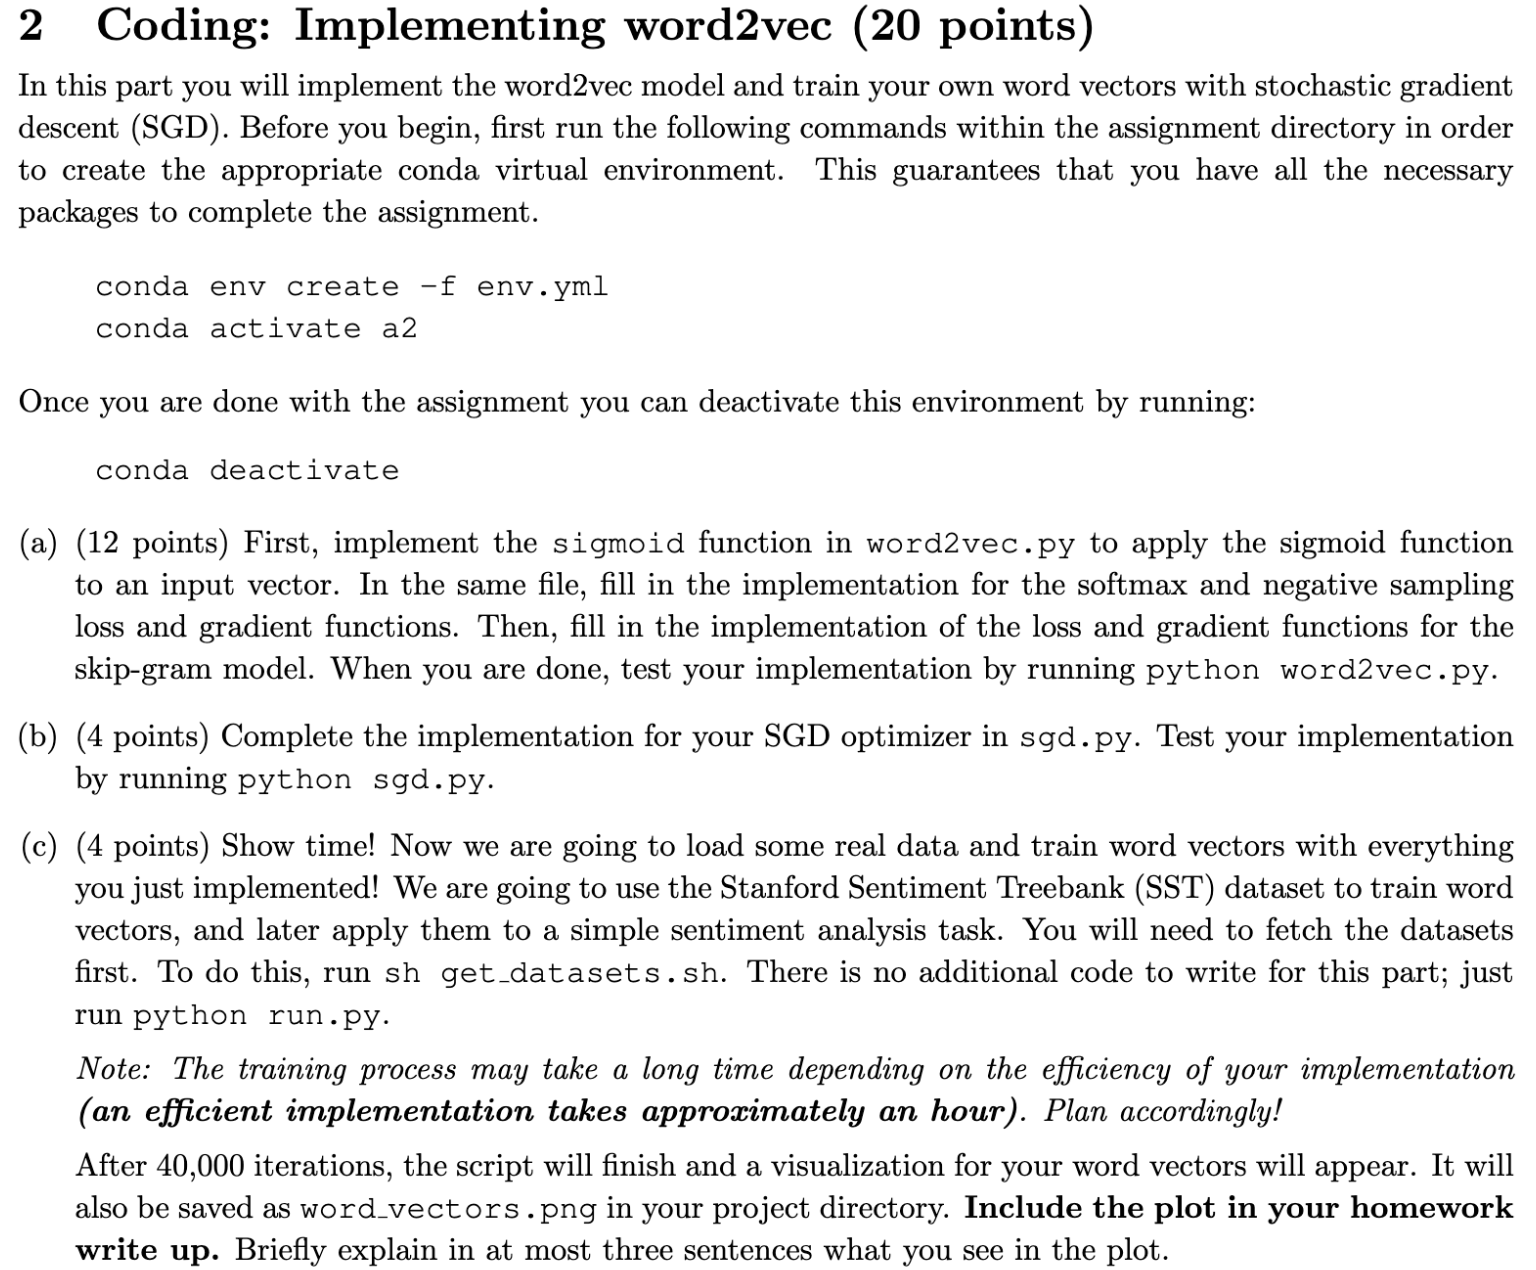 2 Coding: Implementing word2vec (20 points)
In this part you will implement the word2vec model and train your own word vectors with stochastic gradient
descent (SGD). Before you begin, first run the following commands within the assignment directory in order
to create the appropriate conda virtual environment. This guarantees that you have all the necessary
packages to complete the assignment.
conda env create -f env.yml
conda activate a2
Once you are done with the assignment you can deactivate this environment by running:
conda deactivate
(a) (12 points) First, implement the sigmoid function in word2vec.py to apply the sigmoid function
to an input vector. In the same file, fill in the implementation for the softmax and negative sampling
loss and gradient functions. Then, fill in the implementation of the loss and gradient functions for the
skip-gram model. When you are done, test your implementation by running python word2vec.py.
(b) (4 points) Complete the implementation for your SGD optimizer in sgd.py. Test your implementation
by running python sgd.py.
(c) (4 points) Show time! Now we are going to load some real data and train word vectors with everything
you just implemented! We are going to use the Stanford Sentiment Treebank (SST) dataset to train word
vectors, and later apply them to a simple sentiment analysis task. You will need to fetch the datasets
first. To do this, run sh get_datasets.sh. There is no additional code to write for this part; just
run python run.py.
Note: The training process may take a long time depending on the efficiency of your implementation
(an efficient implementation takes approximately an hour). Plan accordingly!
After 40,000 iterations, the script will finish and a visualization for your word vectors will appear. It will
also be saved as word_vectors.png in your project directory. Include the plot in your homework
write up. Briefly explain in at most three sentences what you see in the plot.